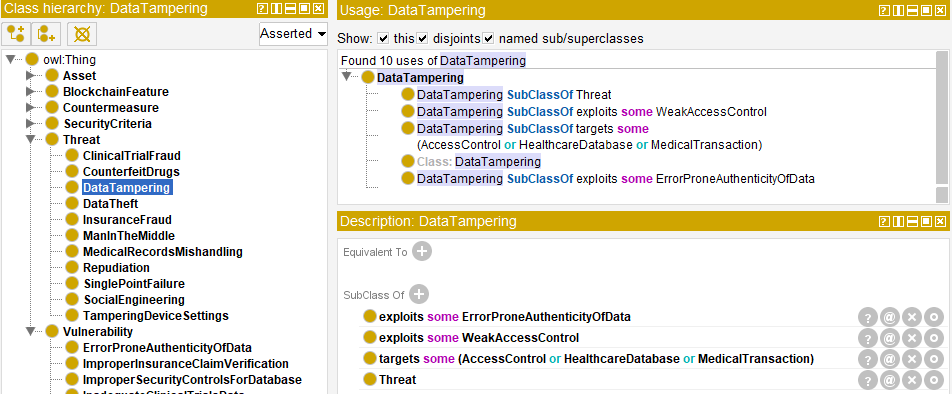 Class hierarchy: DataTampering
Asserted
owl:Thing
Asset
BlockchainFeature
Countermeasure
SecurityCriteria
Threat
ClinicalTrialFraud
CounterfeitDrugs
DataTampering
DataTheft
InsuranceFraud
ManInTheMiddle
MedicalRecordsMishandling
Repudiation
SinglePointFailure
SocialEngineering
TamperingDeviceSettings
Vulnerability
ErrorProneAuthenticityOfData
ImproperInsuranceClaimVerification
ImproperSecurityControlsForDatabase
Usage: DataTampering
Show: this disjoints named sub/superclasses
Found 10 uses of DataTampering
DataTampering
DataTampering SubClassOf Threat
DataTampering SubClassOf exploits some WeakAccessControl
DataTampering SubClassOf targets some
(AccessControl or HealthcareDatabase or MedicalTransaction)
Class: DataTampering
DataTampering SubClassOf exploits some ErrorProneAuthenticityOfData
Description: DataTampering
Equivalent To
SubClass Of
exploits some ErrorProneAuthenticityOfData
exploits some WeakAccessControl
targets some (AccessControl or HealthcareDatabase or MedicalTransaction)
Threat